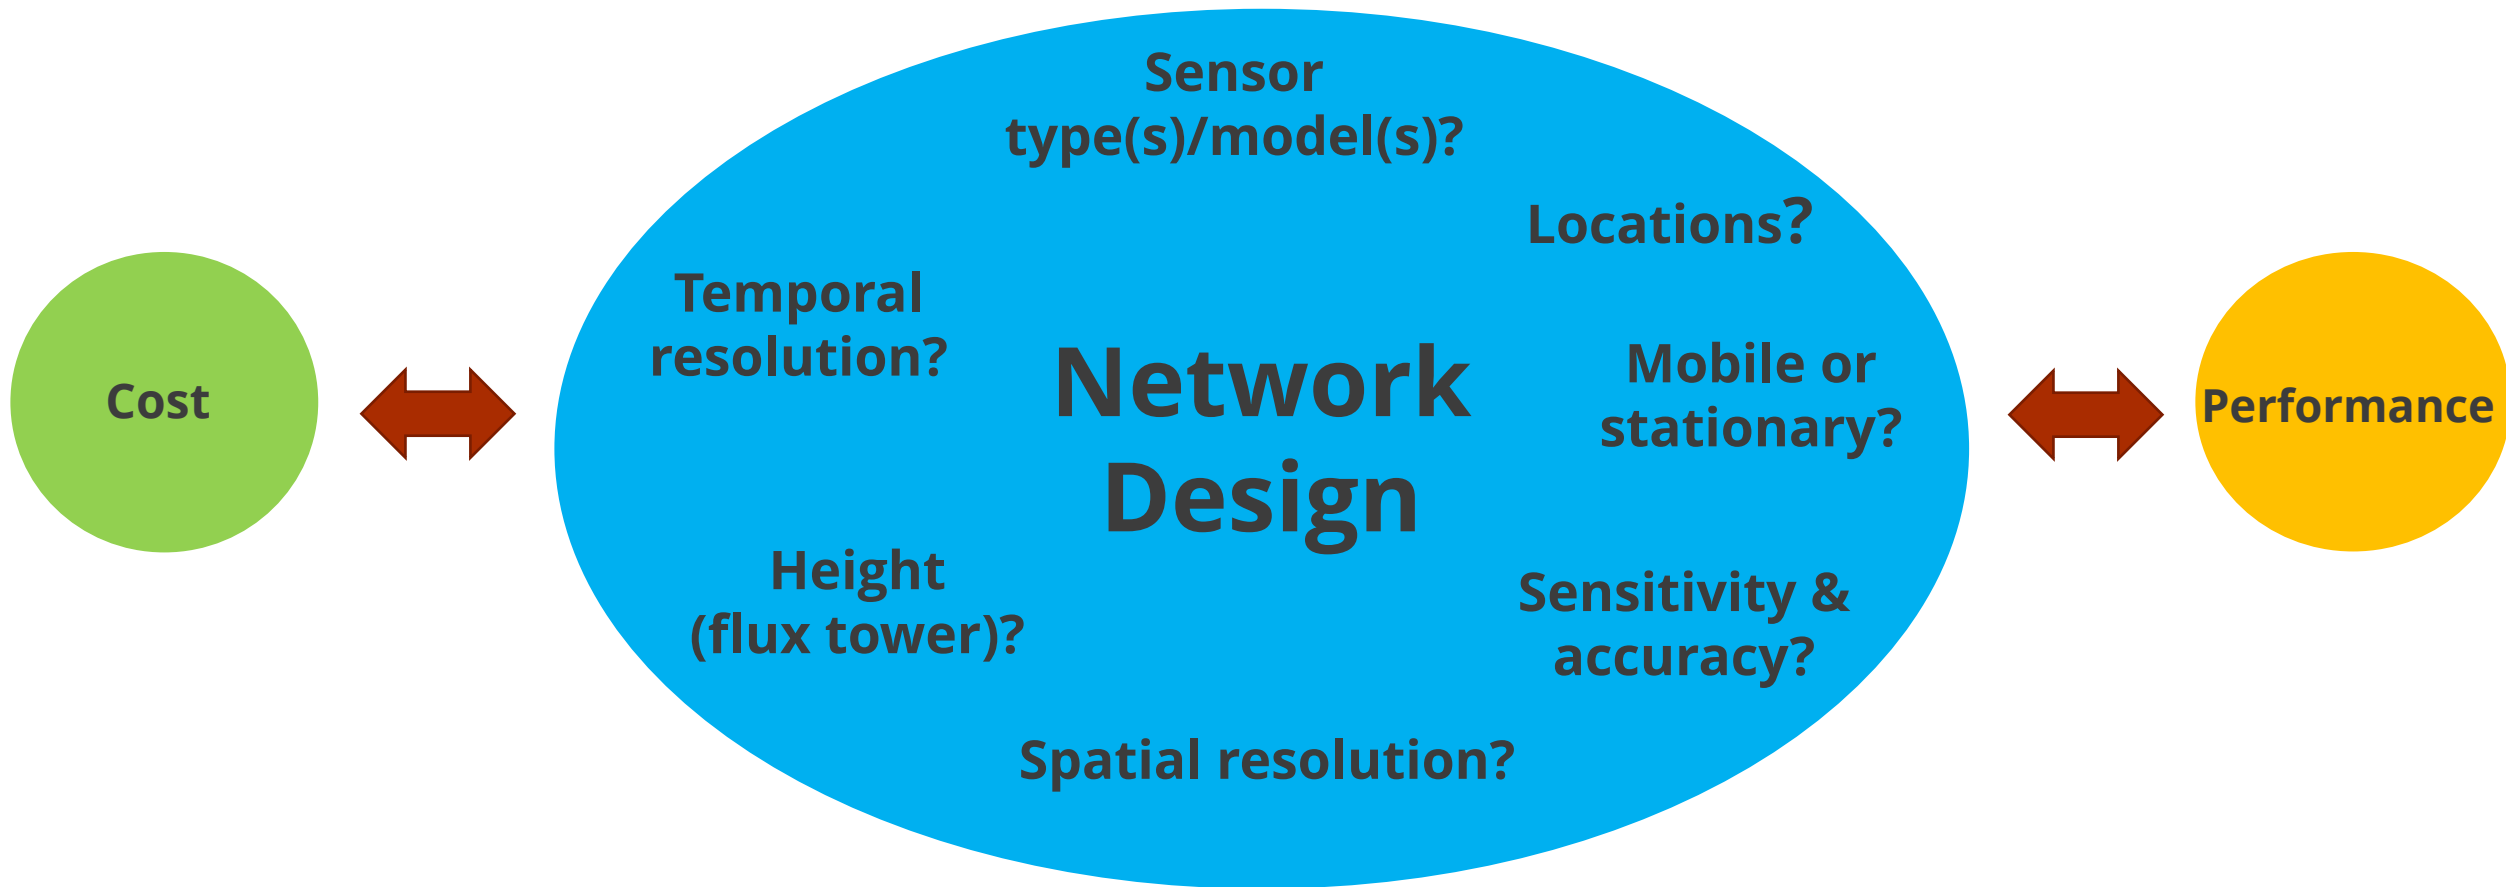 Sensor
type(s)/model(s)?
Locations?
Temporal
resolution?
Network
Design
Mobile or
stationary?
Cost
Performance
Height
(flux tower)?
Sensitivity &
accuracy?
Spatial resolution?